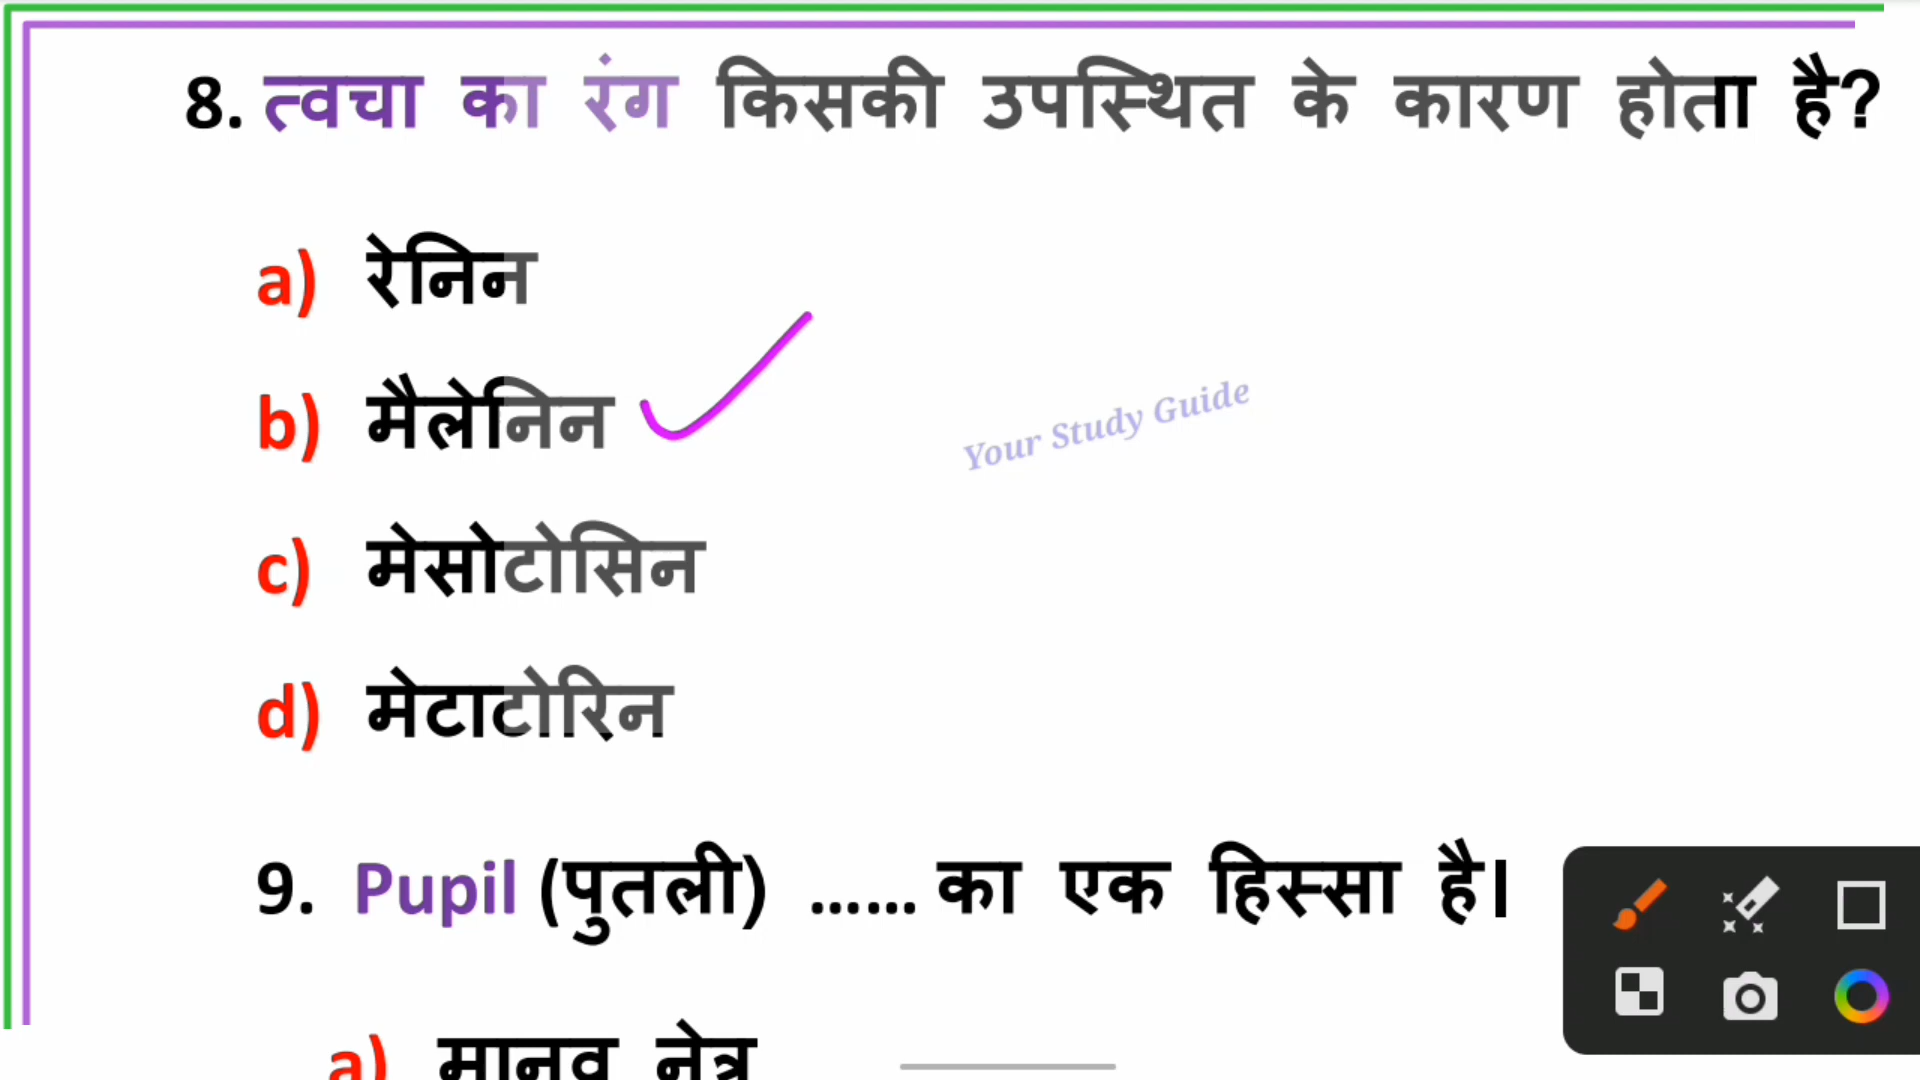 8. त्वचा का रंग किसकी उपस्थित के कारण होता है?
a) रेनिन
b) मैलेनिन
Your Study Guide
c) मेसोटोसिन
d) मेटाटोरिन
9. Pupil (पुतली) ...... का एक हिस्सा है।
a) मानव नेत्र